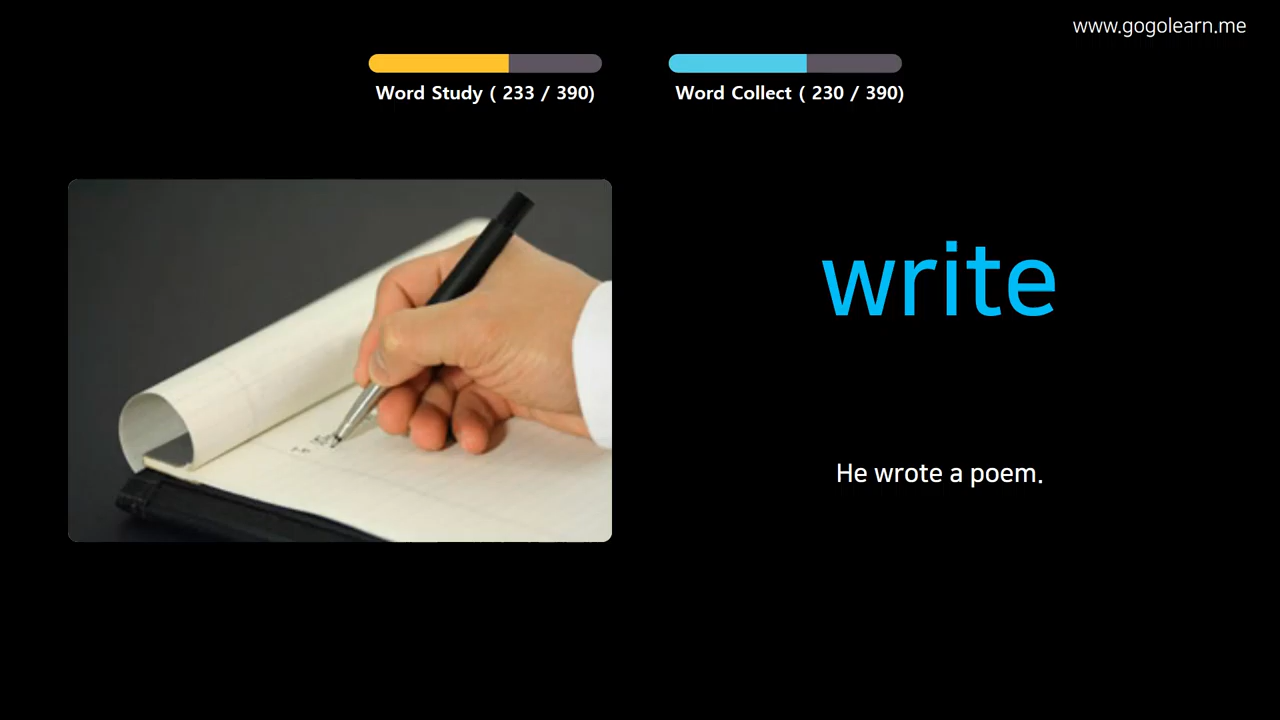 www.gogolearn.me
Word Study ( 233 / 390)
Word Collect ( 230 / 390)
write
He wrote a poem.